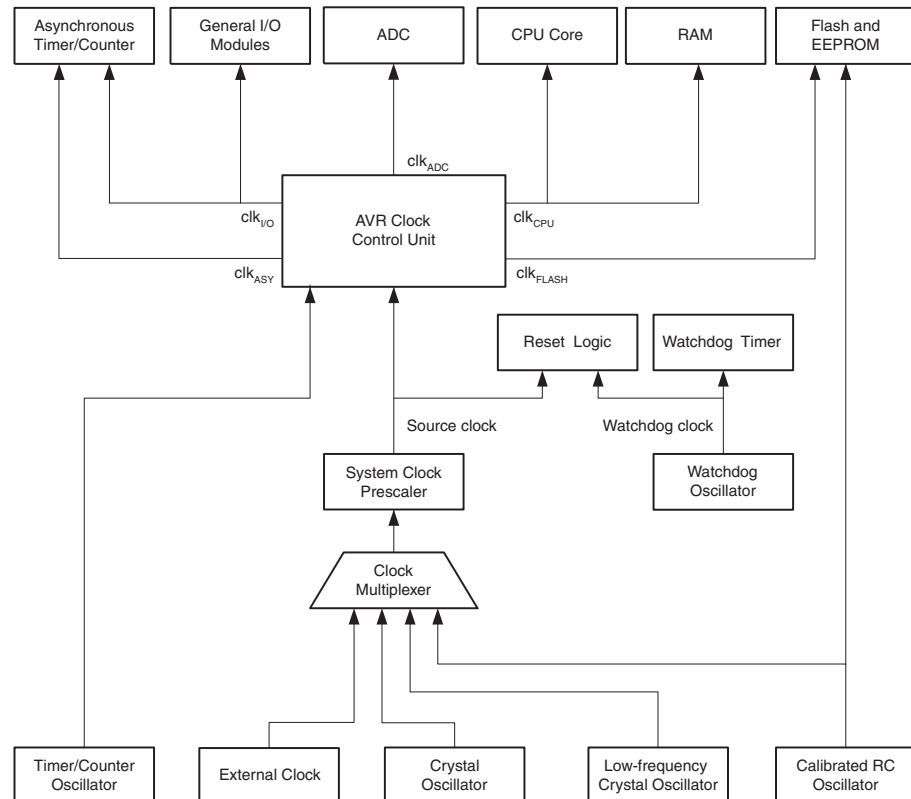 Asynchronous
Timer/Counter
General I/O
Modules
ADC
CPU Core
RAM
Flash and
EEPROM
clkADC
AVR Clock
Control Unit
clkI/O
clkCPU
clkASY
clkFLASH
Reset Logic
Watchdog Timer
Source clock
Watchdog clock
System Clock
Prescaler
Watchdog
Oscillator
Clock
Multiplexer
Timer/Counter
Oscillator
External Clock
Crystal
Oscillator
Low-frequency
Crystal Oscillator
Calibrated RC
Oscillator